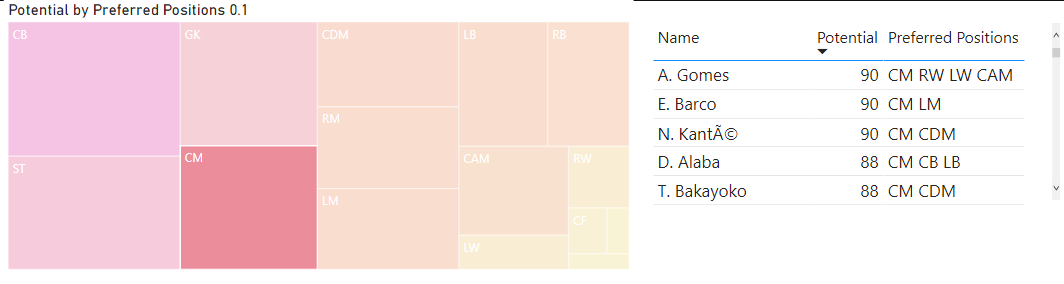 Potential by Preferred Positions 0.1
CB
GK
CDM
LB
RB
RM
ST
CM
CAM
RW
LM
CF
LW
Name Potential Preferred Positions
A. Gomes 90 CM RW LW CAM
E. Barco 90 CM LM
N. KantÃ© 90 CM CDM
D. Alaba 88 CM CB LB
T. Bakayoko 88 CM CDM